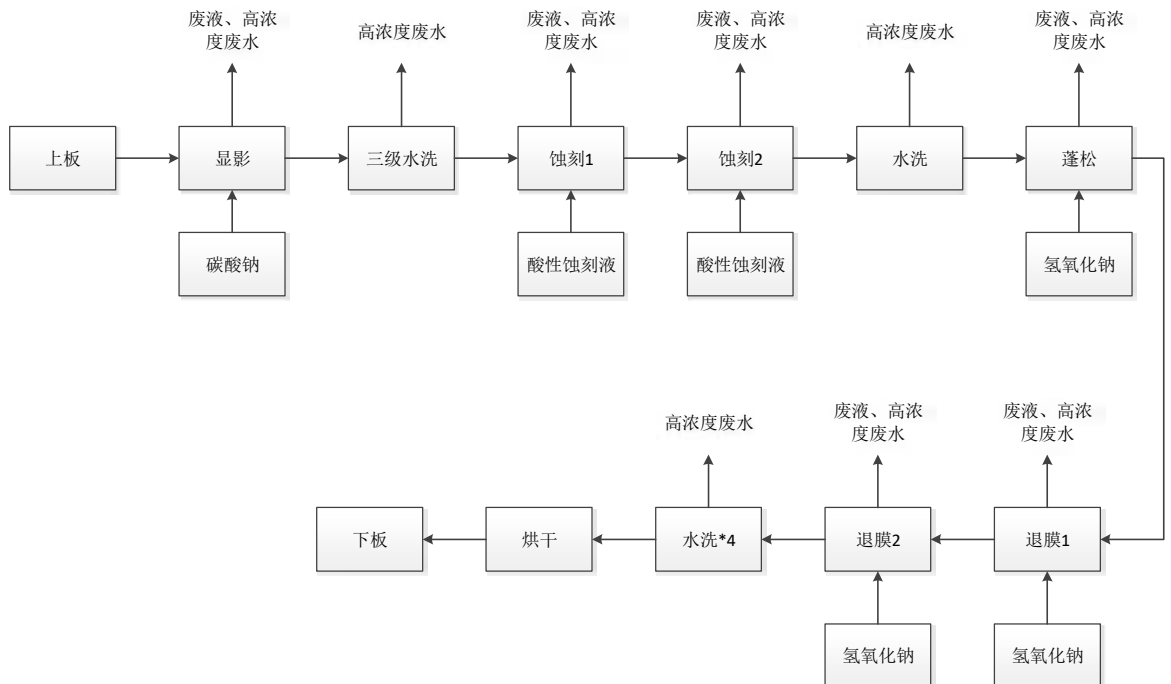 废液、高浓
度废水
高浓度废水
废液、高浓
度废水
废液、高浓
度废水
高浓度废水
废液、高浓
度废水
上板
显影
三级水洗
蚀刻1
蚀刻2
水洗
蓬松
碳酸钠
酸性蚀刻液
酸性蚀刻液
氢氧化钠
高浓度废水
废液、高浓
度废水
废液、高浓
度废水
下板
烘干
水洗*4
退膜2
退膜1
氢氧化钠
氢氧化钠